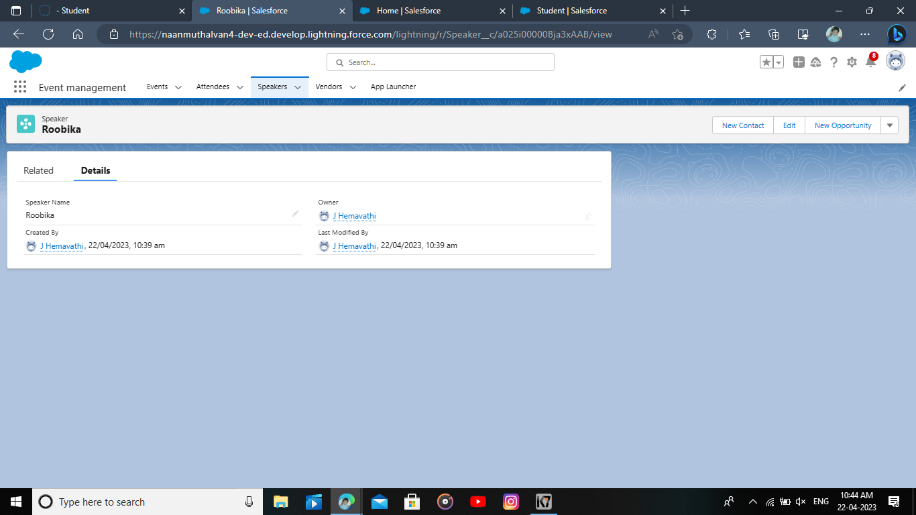 - Student
Roobika | Salesforce
Home | Salesforce
Student | Salesforce
https://naanmuthalvan4-dev-ed.develop.lightning.force.com/lightning/r/Speaker__c/a025i00000Bja3xAAB/view
Search...
8
Event management
Events
Attendees
Speakers
Vendors
App Launcher
Speaker
Roobika
New Contact
Edit
New Opportunity
Related
Details
Speaker Name
Roobika
Owner
J Hemavathi
Created By
J Hemavathi, 22/04/2023, 10:39 am
Last Modified By
J Hemavathi, 22/04/2023, 10:39 am
Type here to search
ENG
10:44 AM
22-04-2023